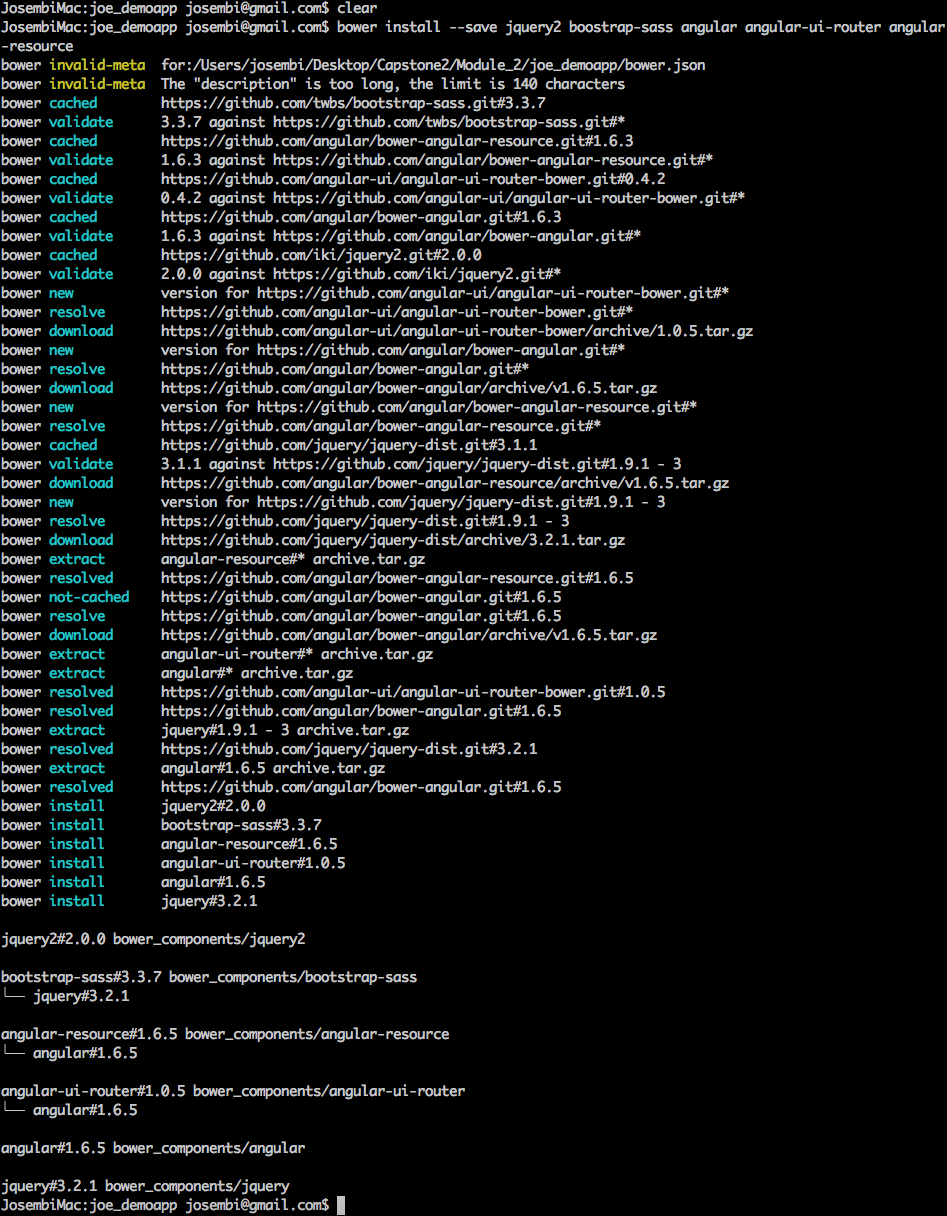 JosembiMac:joe_demoapp josembi@gmail.com$ clear
JosembiMac:joe_demoapp josembi@gmail.com$ bower install --save jquery2 boostrap-sass angular angular-ui-router angular
-resource
bower invalid-meta  for:/Users/josembi/Desktop/Capstone2/Module_2/joe_demoapp/bower.json
bower invalid-meta  The "description" is too long, the limit is 140 characters
bower cached        https://github.com/twbs/bootstrap-sass.git#3.3.7
bower validate      3.3.7 against https://github.com/twbs/bootstrap-sass.git#*
bower cached        https://github.com/angular/bower-angular-resource.git#1.6.3
bower validate      1.6.3 against https://github.com/angular/bower-angular-resource.git#*
bower cached        https://github.com/angular-ui/angular-ui-router-bower.git#0.4.2
bower validate      0.4.2 against https://github.com/angular-ui/angular-ui-router-bower.git#*
bower cached        https://github.com/angular/bower-angular.git#1.6.3
bower validate      1.6.3 against https://github.com/angular/bower-angular.git#*
bower cached        https://github.com/iki/jquery2.git#2.0.0
bower validate      2.0.0 against https://github.com/iki/jquery2.git#*
bower new           version for https://github.com/angular-ui/angular-ui-router-bower.git#*
bower resolve       https://github.com/angular-ui/angular-ui-router-bower.git#*
bower download      https://github.com/angular-ui/angular-ui-router-bower/archive/1.0.5.tar.gz
bower new           version for https://github.com/angular/bower-angular.git#*
bower resolve       https://github.com/angular/bower-angular.git#*
bower download      https://github.com/angular/bower-angular/archive/v1.6.5.tar.gz
bower new           version for https://github.com/angular/bower-angular-resource.git#*
bower resolve       https://github.com/angular/bower-angular-resource.git#*
bower cached        https://github.com/jquery/jquery-dist.git#3.1.1
bower validate      3.1.1 against https://github.com/jquery/jquery-dist.git#1.9.1 - 3
bower download      https://github.com/angular/bower-angular-resource/archive/v1.6.5.tar.gz
bower new           version for https://github.com/jquery/jquery-dist.git#1.9.1 - 3
bower resolve       https://github.com/jquery/jquery-dist.git#1.9.1 - 3
bower download      https://github.com/jquery/jquery-dist/archive/3.2.1.tar.gz
bower extract       angular-resource#* archive.tar.gz
bower resolved      https://github.com/angular/bower-angular-resource.git#1.6.5
bower not-cached    https://github.com/angular/bower-angular.git#1.6.5
bower resolve       https://github.com/angular/bower-angular.git#1.6.5
bower download      https://github.com/angular/bower-angular/archive/v1.6.5.tar.gz
bower extract       angular-ui-router#* archive.tar.gz
bower extract       angular#* archive.tar.gz
bower resolved      https://github.com/angular-ui/angular-ui-router-bower.git#1.0.5
bower resolved      https://github.com/angular/bower-angular.git#1.6.5
bower extract       jquery#1.9.1 - 3 archive.tar.gz
bower resolved      https://github.com/jquery/jquery-dist.git#3.2.1
bower extract       angular#1.6.5 archive.tar.gz
bower resolved      https://github.com/angular/bower-angular.git#1.6.5
bower install       jquery2#2.0.0
bower install       bootstrap-sass#3.3.7
bower install       angular-resource#1.6.5
bower install       angular-ui-router#1.0.5
bower install       angular#1.6.5
bower install       jquery#3.2.1

jquery2#2.0.0 bower_components/jquery2

bootstrap-sass#3.3.7 bower_components/bootstrap-sass
└── jquery#3.2.1

angular-resource#1.6.5 bower_components/angular-resource
└── angular#1.6.5

angular-ui-router#1.0.5 bower_components/angular-ui-router
└── angular#1.6.5

angular#1.6.5 bower_components/angular

jquery#3.2.1 bower_components/jquery
JosembiMac:joe_demoapp josembi@gmail.com$